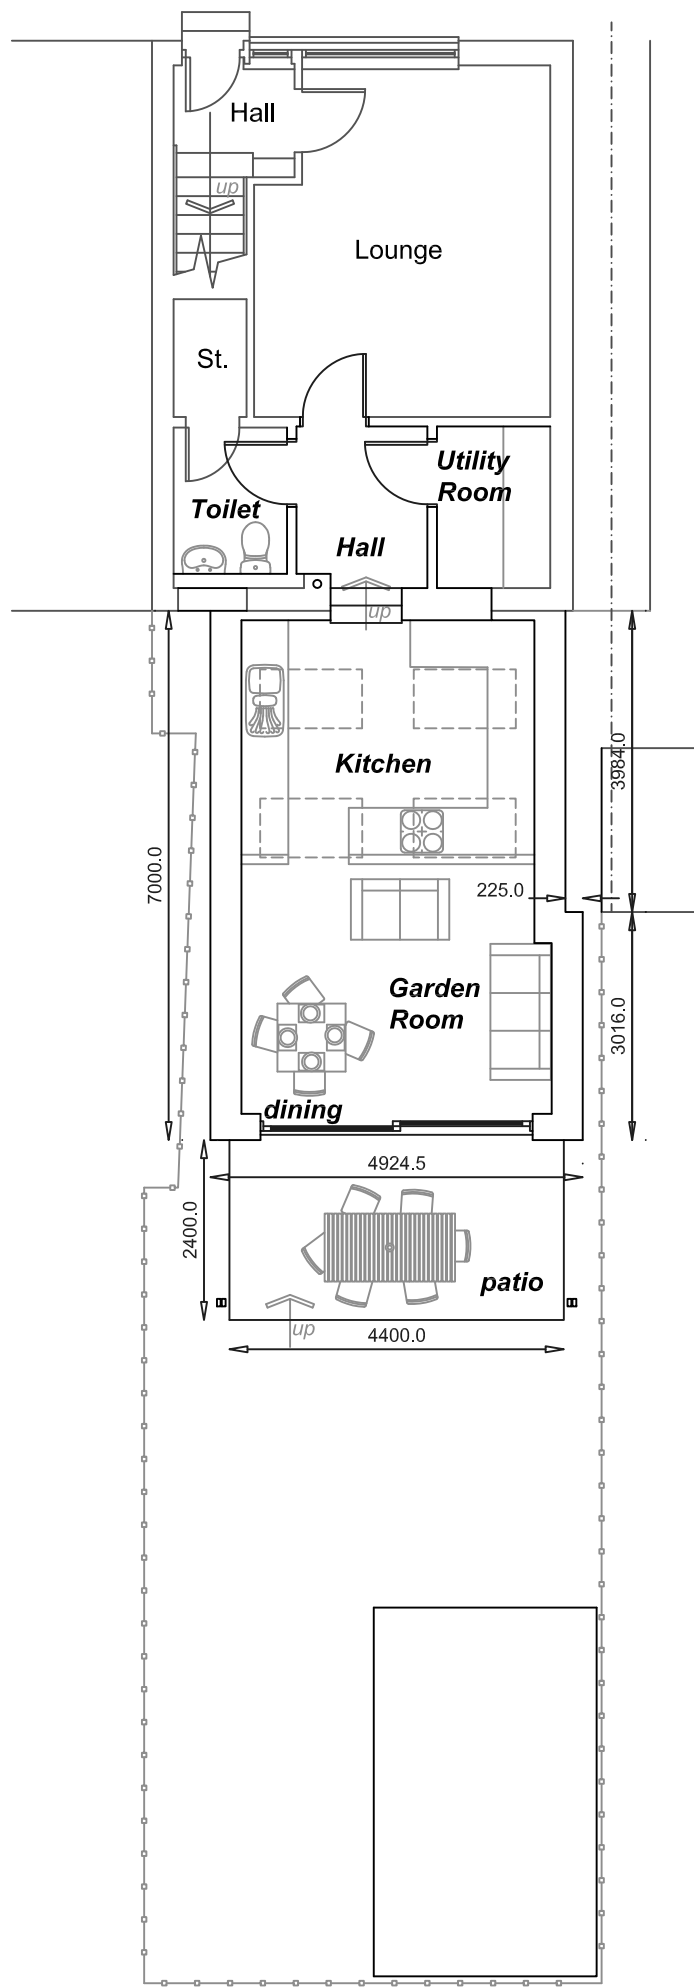 Hall
up
Lounge
St.
Utility
Room
Toilet
Hall
up
Kitchen
3984.0
7000.0
225.0
Garden
Room
3016.0
dining
4924.5
2400.0
patio
up
4400.0